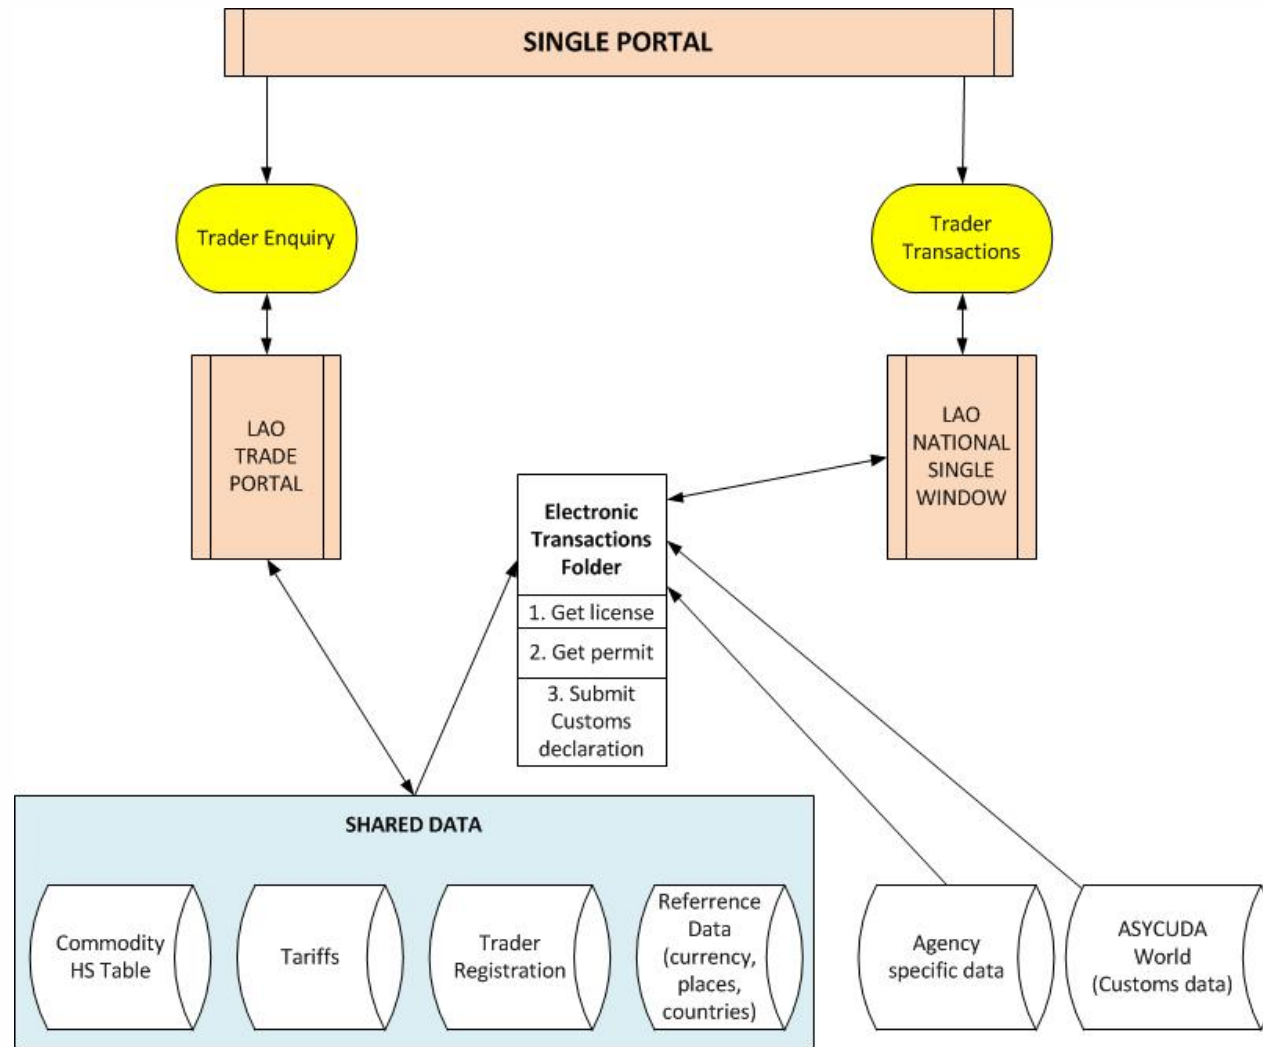 SINGLE PORTAL
Trader Enquiry
Trader
Transactions
LAO
TRADE
PORTAL
LAO
NATIONAL
SINGLE
WINDOW
Electronic
Transactions
Folder
1. Get license
2. Get permit
3. Submit
Customs
declaration
SHARED DATA
Commodity
HS Table
Tariffs
Trader
Registration
Referrence
Data
(currency,
places,
countries)
Agency
specific data
ASYCUDA
World
(Customs data)